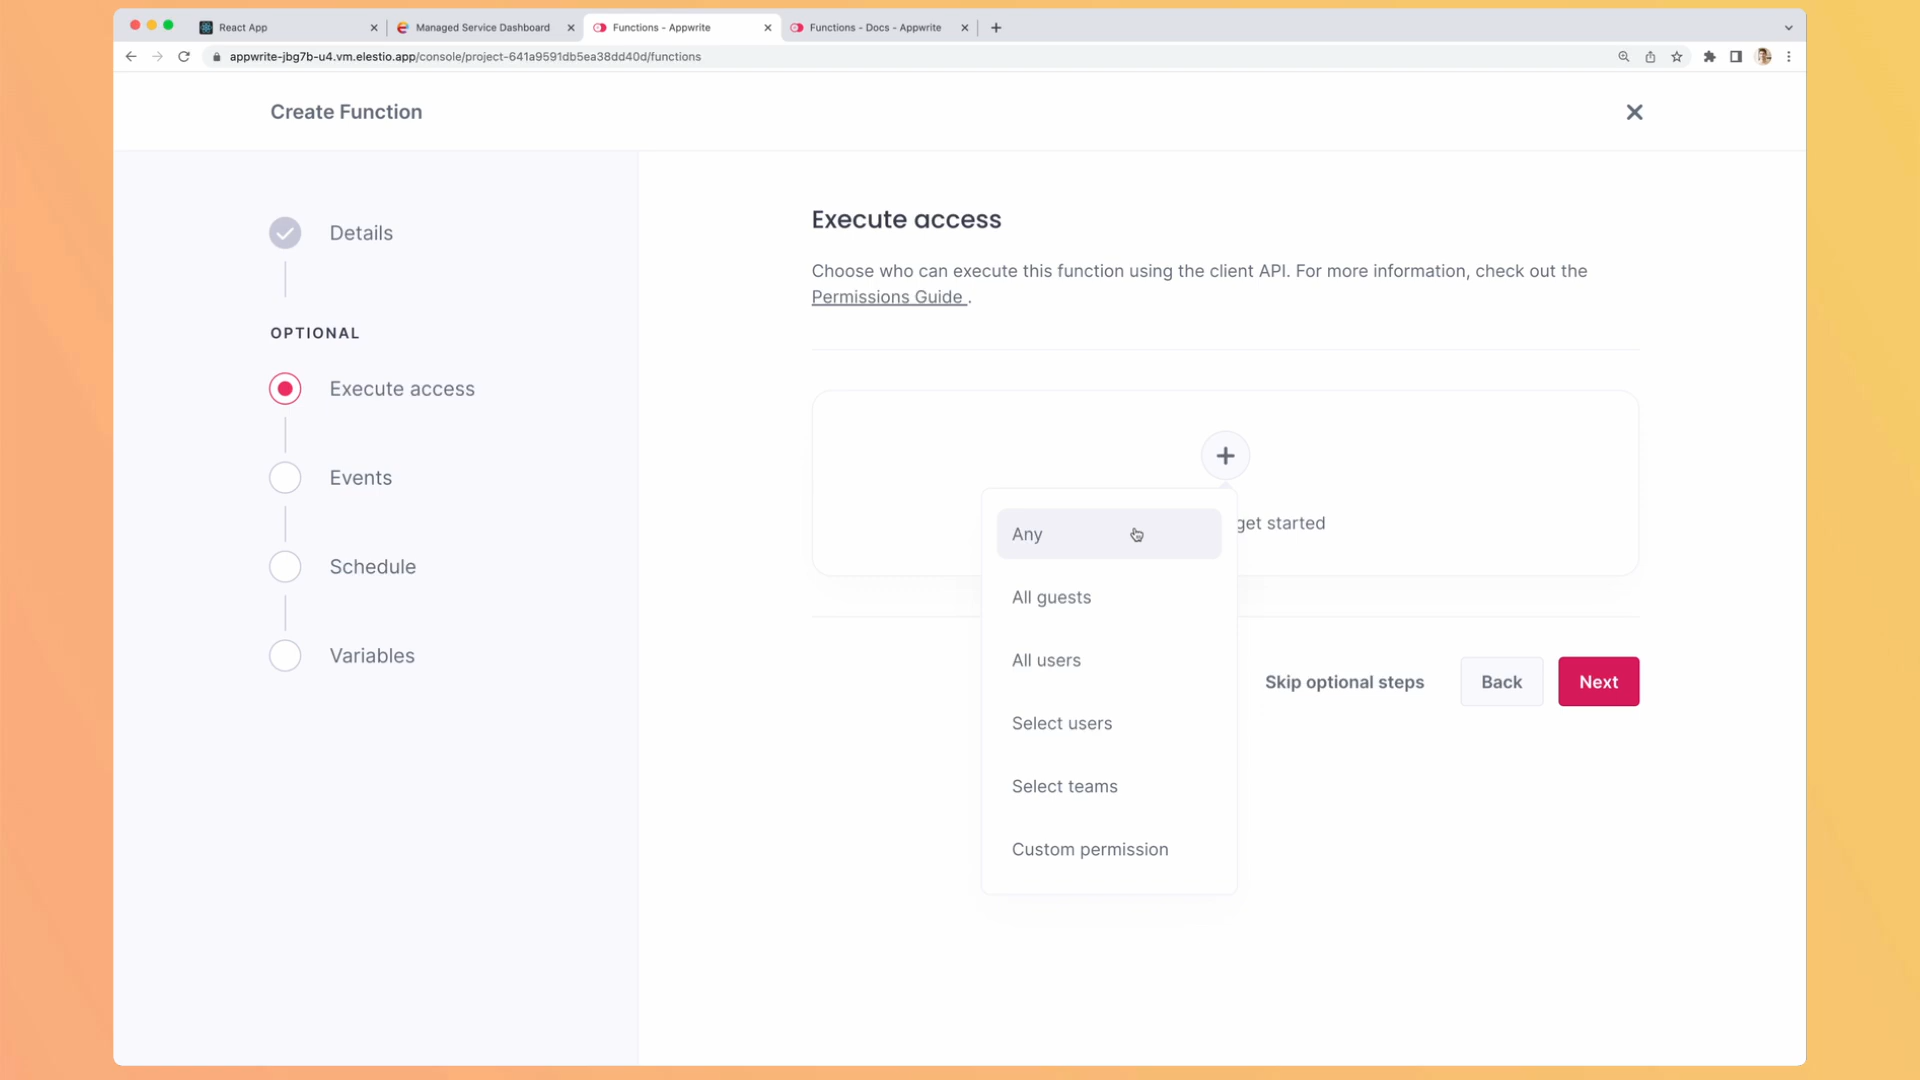 React App
Managed Service Dashboard
Functions - Appwrite
Functions - Docs - Appwrite
appwrite-jbg7b-u4.vm.elestio.app/console/project-641a9591db5ea38dd40d/functions
Create Function
Details
OPTIONAL
Execute access
Events
Schedule
Variables
Execute access
Choose who can execute this function using the client API. For more information, check out the
Permissions Guide .
get started
Any
All guests
All users
Select users
Select teams
Custom permission
Skip optional steps
Back
Next